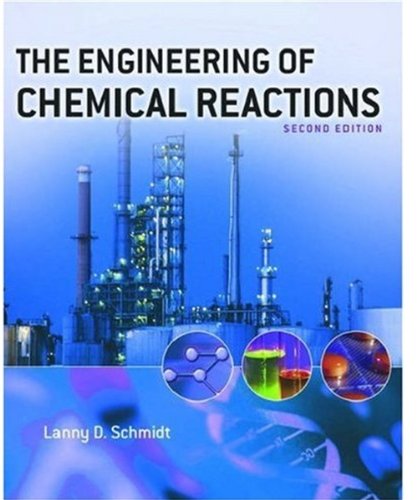 THE ENGINEERING OF
CHEMICAL REACTIONS
SECOND EDITION
Lanny D. Schmidt